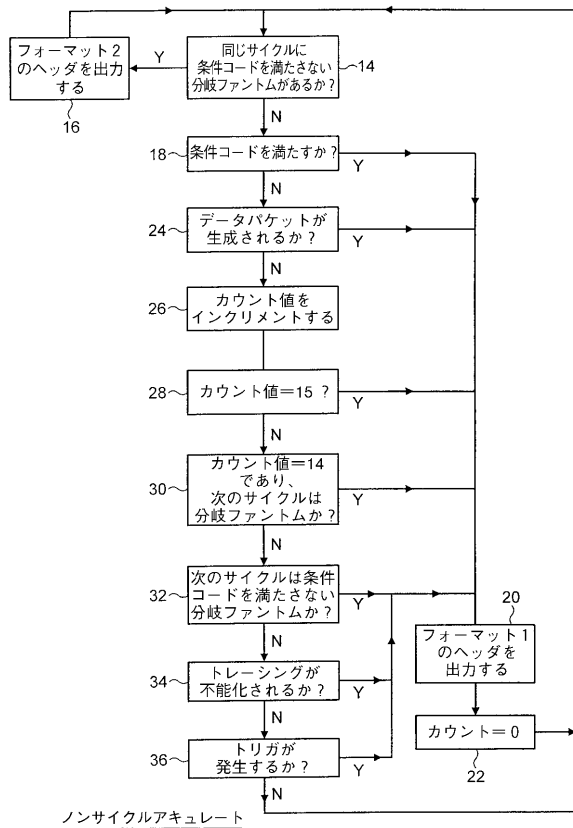 フォーマット2
のヘッダを出力
する
16
Y
同じサイクルに
条件コードを満たさない
分岐ファントムがあるか?
14
N
18
条件コードを満たすか?
Y
N
24
データパケットが
生成されるか?
Y
N
26
カウント値を
インクリメントする
28
カウント値=15 ?
Y
N
30
カウント値=14
であり、
次のサイクルは
分岐ファントムか?
Y
N
32
次のサイクルは条件
コードを満たさない
分岐ファントムか?
Y
20
フォーマット1
のヘッダを
出力する
N
34
トレーシングが
不能化されるか?
Y
カウント=0
22
N
36
トリガが
発生するか?
Y
N
ノンサイクルアキュレート